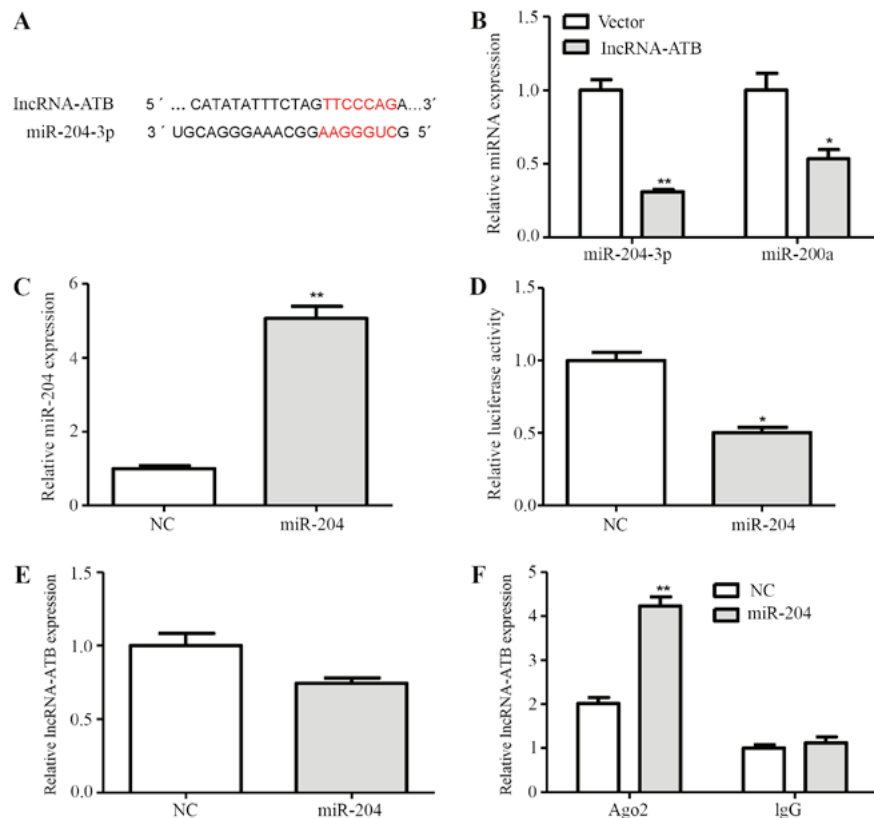 A
lncRNA-ATB 5´ ... CATATATTTCTAGTTCCCAGA...3´
miR-204-3p 3´ UGCAGGGAAACGGAAGGGUCG 5´
B
Vector
lncRNA-ATB
Relative miRNA expression
1.5
1.0
0.5
0.0
**
*
miR-204-3p miR-200a
C
Relative miR-204 expression
6
4
2
0
**
NC miR-204
D
Relative luciferase activity
1.5
1.0
0.5
0.0
*
NC miR-204
E
Relative lncRNA-ATB expression
1.5
1.0
0.5
0.0
NC miR-204
F
NC
miR-204
Relative lncRNA-ATB expression
5
4
3
2
1
0
**
Ago2 IgG